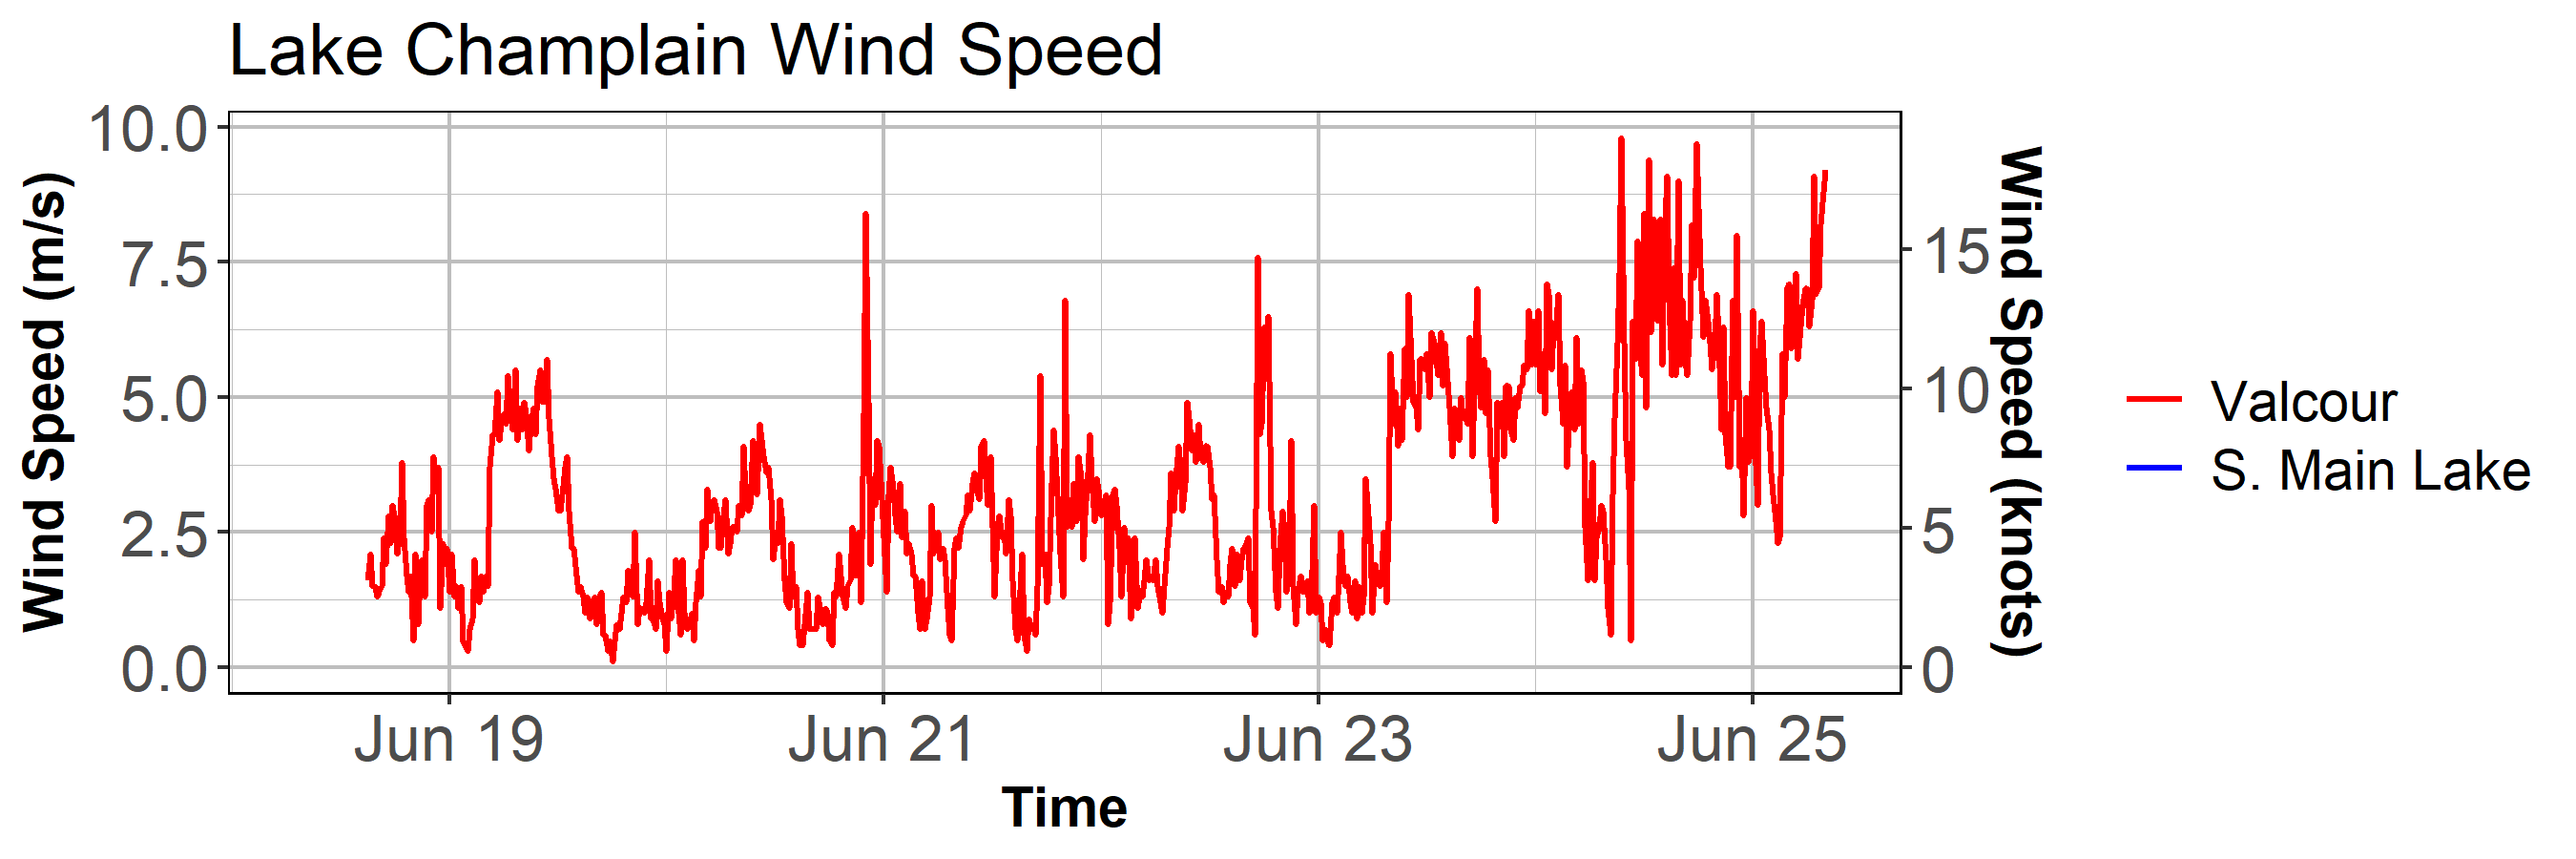 Lake Champlain Wind Speed
Wind Speed (m/s)
10.0
7.5
5.0
2.5
0.0
Jun 19
Jun 21
Jun 23
Jun 25
Time
15
10
5
0
Wind Speed (knots)
Valcour
S. Main Lake